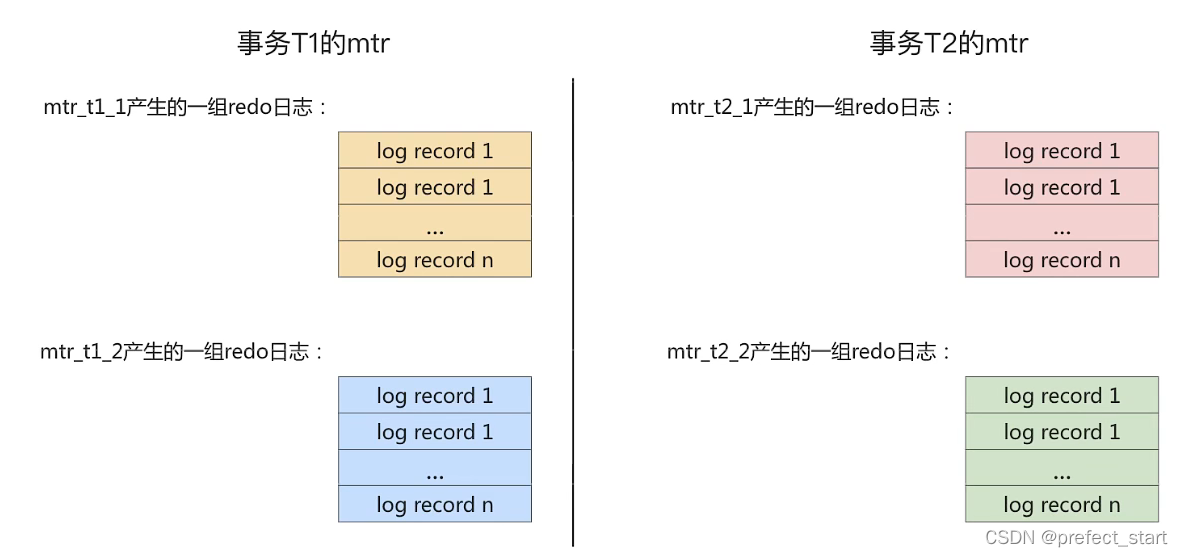 事务T1的mtr
mtr_t1_1产生的一组redo日志：
log record 1
log record 1
...
log record n
mtr_t1_2产生的一组redo日志：
log record 1
log record 1
...
log record n
事务T2的mtr
mtr_t2_1产生的一组redo日志：
log record 1
log record 1
...
log record n
mtr_t2_2产生的一组redo日志：
log record 1
log record 1
...
log record n
CSDN @prefect_start